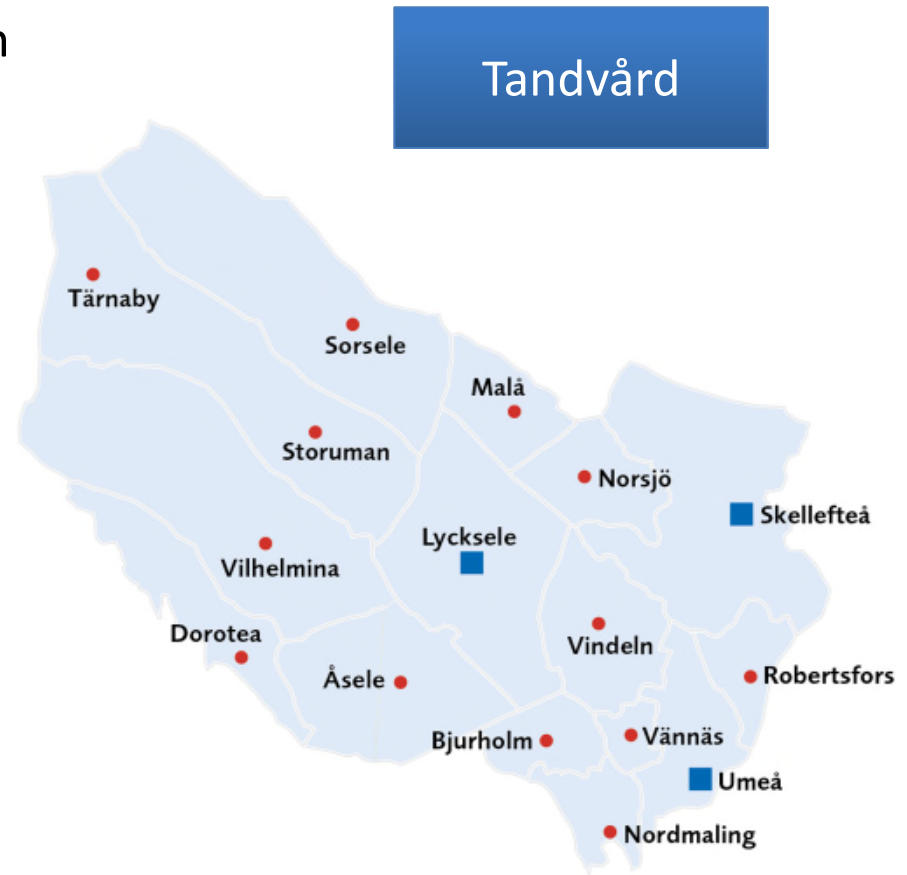 n
Tandvård
Tärnaby
Sorsele
Malå
Storuman
Norsjö
Skellefteå
Lycksele
Vilhelmina
Dorotea
Vindeln
Åsele
Robertsfors
Bjurholm
Vännäs
Umeå
Nordmaling